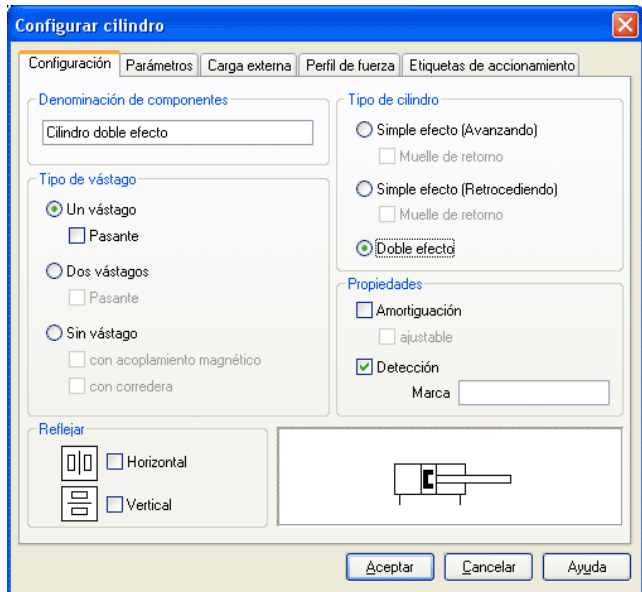 Configurar cilindro
Configuración
Parámetros
Carga externa
Perfil de fuerza
Etiquetas de accionamiento
Denominación de componentes
Cilindro doble efecto
Tipo de vástago
Un vástago
Pasante
Dos vástagos
Pasante
Sin vástago
con acoplamiento magnético
con corredera
Tipo de cilindro
Simple efecto (Avanzando)
Muelle de retorno
Simple efecto (Retrocediendo)
Muelle de retorno
Doble efecto
Propiedades
Amortiguación
ajustable
Detección
Marca
Reflejar
Horizontal
Vertical
Aceptar
Cancelar
Ayuda